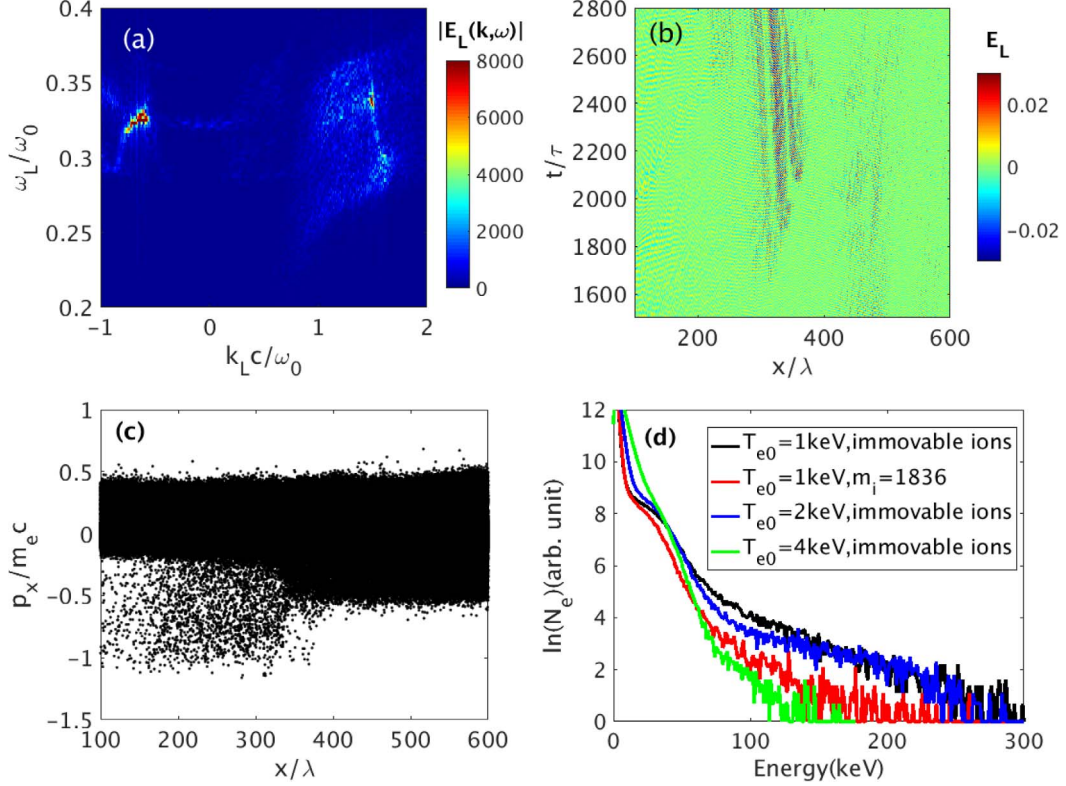 (a)
|E_L(k,ω)|
0.4
0.35
0.3
0.25
0.2
ω_L/ω_0
-1
0
1
2
k_L c/ω_0
8000
6000
4000
2000
0
(b)
E_L
2800
2600
2400
2200
2000
1800
1600
t/τ
200
400
600
x/λ
0.02
0
-0.02
(c)
1
0.5
0
-0.5
-1
-1.5
p_x/m_e c
100
200
300
400
500
600
x/λ
(d)
T_e0=1keV,immovable ions
T_e0=1keV,m_i=1836
T_e0=2keV,immovable ions
T_e0=4keV,immovable ions
12
10
8
6
4
2
0
ln(N_e)(arb. unit)
0
100
200
300
Energy(keV)